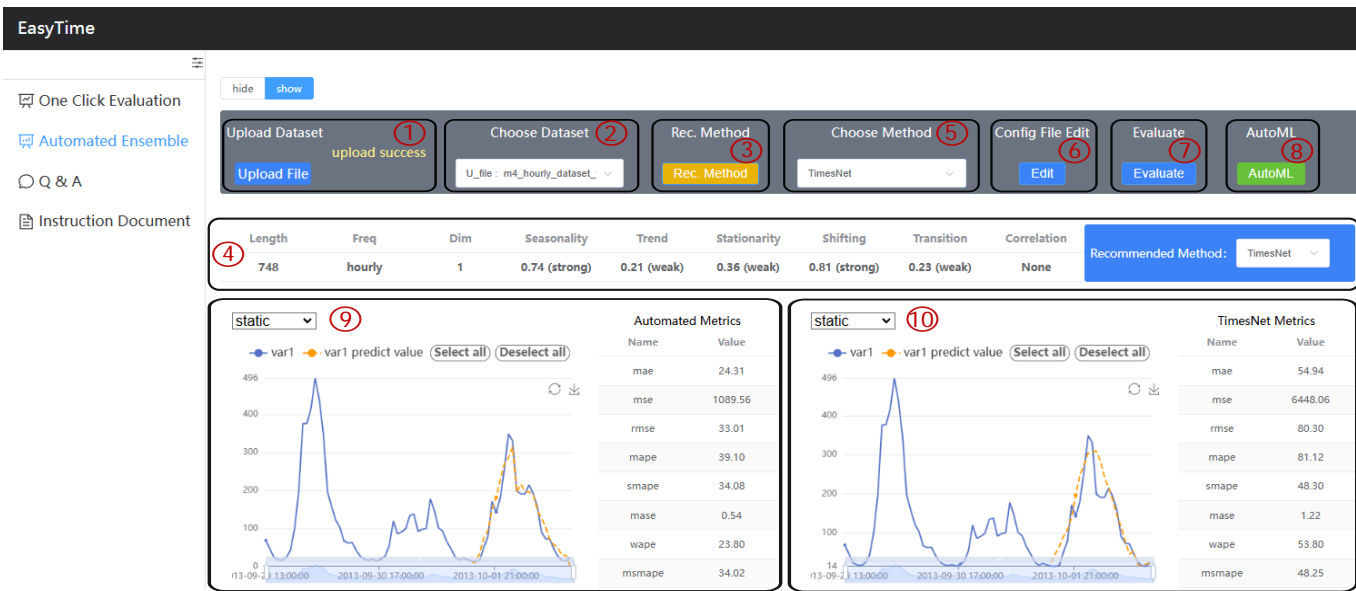 EasyTime
One Click Evaluation
Automated Ensemble
Q & A
Instruction Document
hide show
Upload Dataset 1
upload success
Upload File
Choose Dataset 2
U_file : m4_hourly_dataset_
Rec. Method
3
Rec. Method
Choose Method 5
TimesNet
Config File Edit
6
Edit
Evaluate
7
Evaluate
AutoML
8
AutoML
4
Length Freq Dim Seasonality Trend Stationarity Shifting Transition Correlation
748 hourly 1 0.74 (strong) 0.21 (weak) 0.36 (weak) 0.81 (strong) 0.23 (weak) None
Recommended Method: TimesNet
static 9
var1 var1 predict value Select all Deselect all
496
400
300
200
100
0
13:00:00 2013-09-30 17:00:00 2013-10-01 21:00:00
Automated Metrics
Name Value
mae 24.31
mse 1089.56
rmse 33.01
mape 39.10
smape 34.08
mase 0.54
wape 23.80
msmape 34.02
static 10
var1 var1 predict value Select all Deselect all
496
400
300
200
100
14
13:00:00 2013-09-30 17:00:00 2013-10-01 21:00:00
TimesNet Metrics
Name Value
mae 54.94
mse 6448.06
rmse 80.30
mape 81.12
smape 48.30
mase 1.22
wape 53.80
msmape 48.25